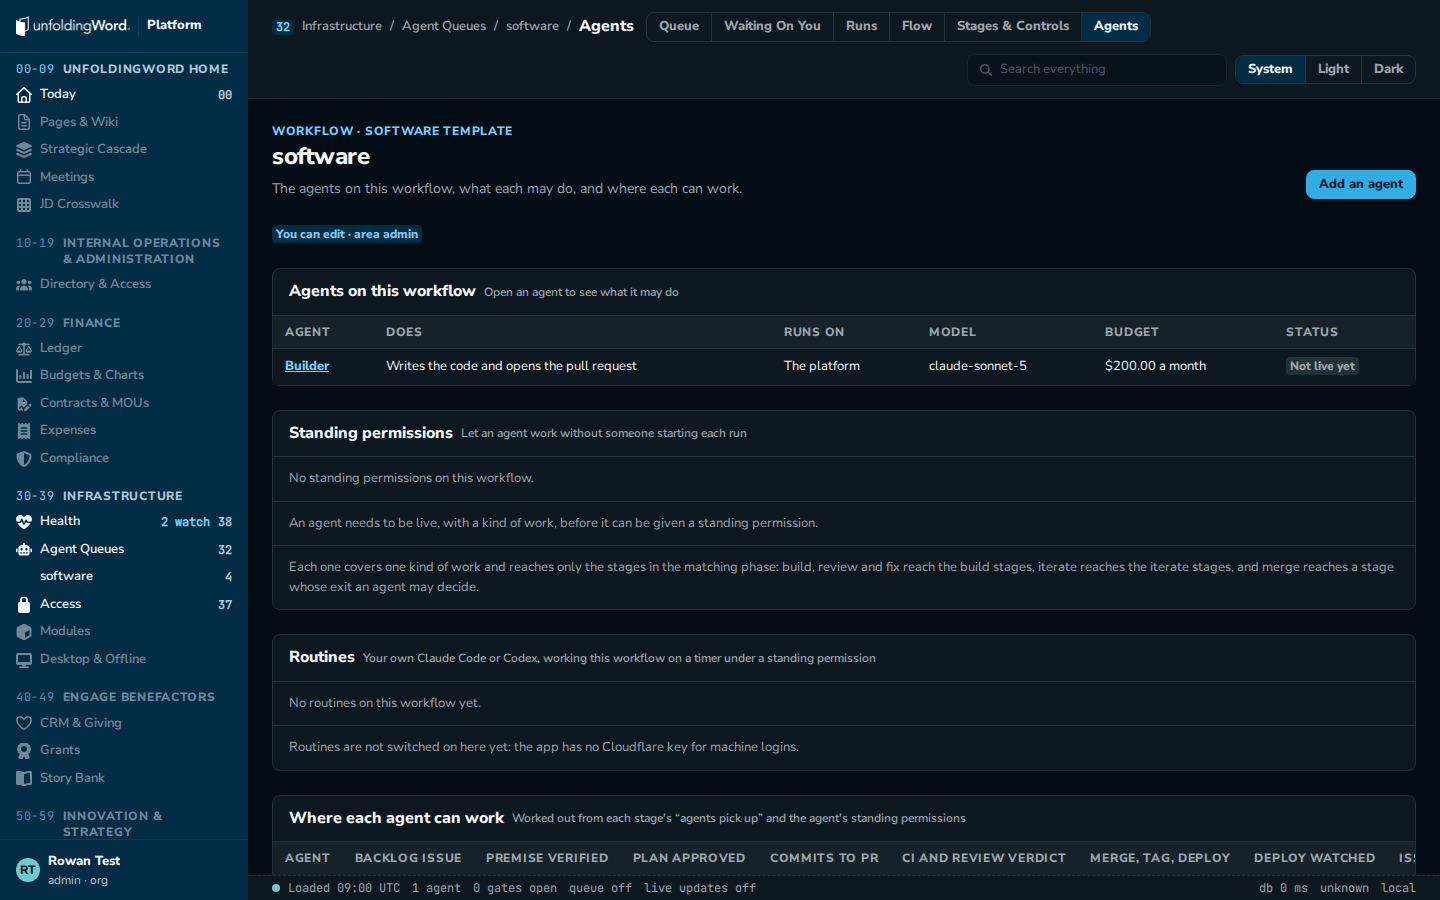 unfoldingWord. Platform
00-09 UNFOLDINGWORD HOME
Today 00
Pages & Wiki
Strategic Cascade
Meetings
JD Crosswalk
10-19 INTERNAL OPERATIONS
& ADMINISTRATION
Directory & Access
20-29 FINANCE
Ledger
Budgets & Charts
Contracts & MOUs
Expenses
Compliance
30-39 INFRASTRUCTURE
Health 2 watch 38
Agent Queues 32
software 4
Access 37
Modules
Desktop & Offline
40-49 ENGAGE BENEFACTORS
CRM & Giving
Grants
Story Bank
50-59 INNOVATION &
STRATEGY
RT Rowan Test
admin · org
32 Infrastructure / Agent Queues / software / Agents
Queue Waiting On You Runs Flow Stages & Controls Agents
Search everything
System Light Dark
WORKFLOW · SOFTWARE TEMPLATE
software
The agents on this workflow, what each may do, and where each can work.
Add an agent
You can edit · area admin
Agents on this workflow Open an agent to see what it may do
AGENT DOES RUNS ON MODEL BUDGET STATUS
Builder Writes the code and opens the pull request The platform claude-sonnet-5 $200.00 a month Not live yet
Standing permissions Let an agent work without someone starting each run
No standing permissions on this workflow.
An agent needs to be live, with a kind of work, before it can be given a standing permission.
Each one covers one kind of work and reaches only the stages in the matching phase: build, review and fix reach the build stages, iterate reaches the iterate stages, and merge reaches a stage
whose exit an agent may decide.
Routines Your own Claude Code or Codex, working this workflow on a timer under a standing permission
No routines on this workflow yet.
Routines are not switched on here yet: the app has no Cloudflare key for machine logins.
Where each agent can work Worked out from each stage's “agents pick up” and the agent's standing permissions
AGENT BACKLOG ISSUE PREMISE VERIFIED PLAN APPROVED COMMITS TO PR CI AND REVIEW VERDICT MERGE, TAG, DEPLOY DEPLOY WATCHED
Loaded 09:00 UTC 1 agent 0 gates open queue off live updates off
db 0 ms unknown local